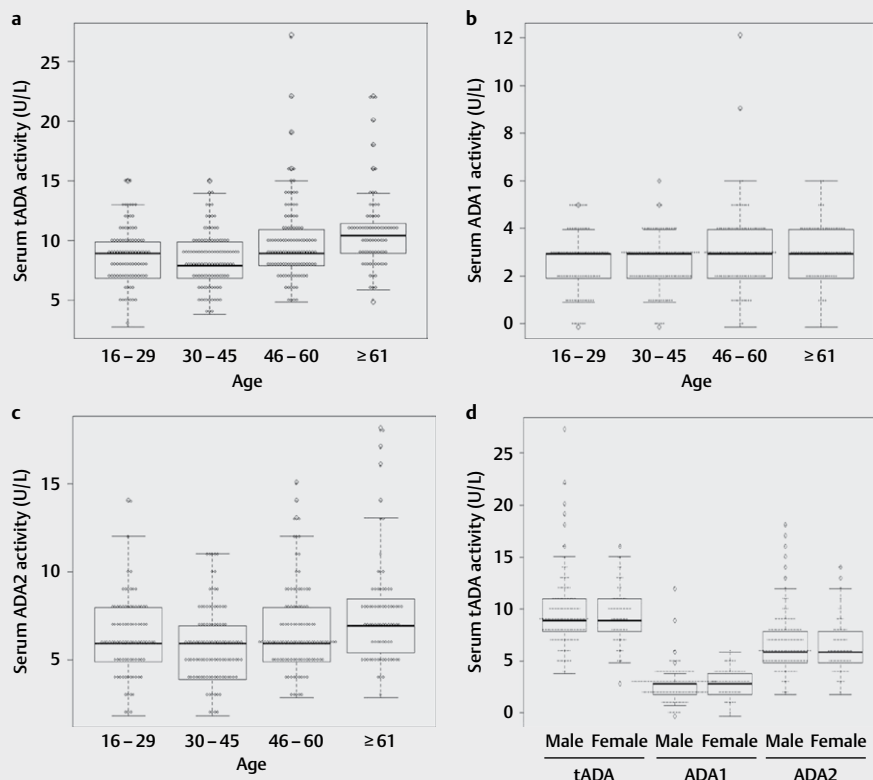 a
Serum tADA activity (U/L)
25
20
15
10
5
16 – 29 30 – 45 46 – 60 ≥ 61
Age
b
Serum ADA1 activity (U/L)
12
10
8
6
4
2
0
16 – 29 30 – 45 46 – 60 ≥ 61
Age
c
Serum ADA2 activity (U/L)
15
10
5
16 – 29 30 – 45 46 – 60 ≥ 61
Age
d
Serum tADA activity (U/L)
25
20
15
10
5
0
Male Female Male Female Male Female
tADA ADA1 ADA2